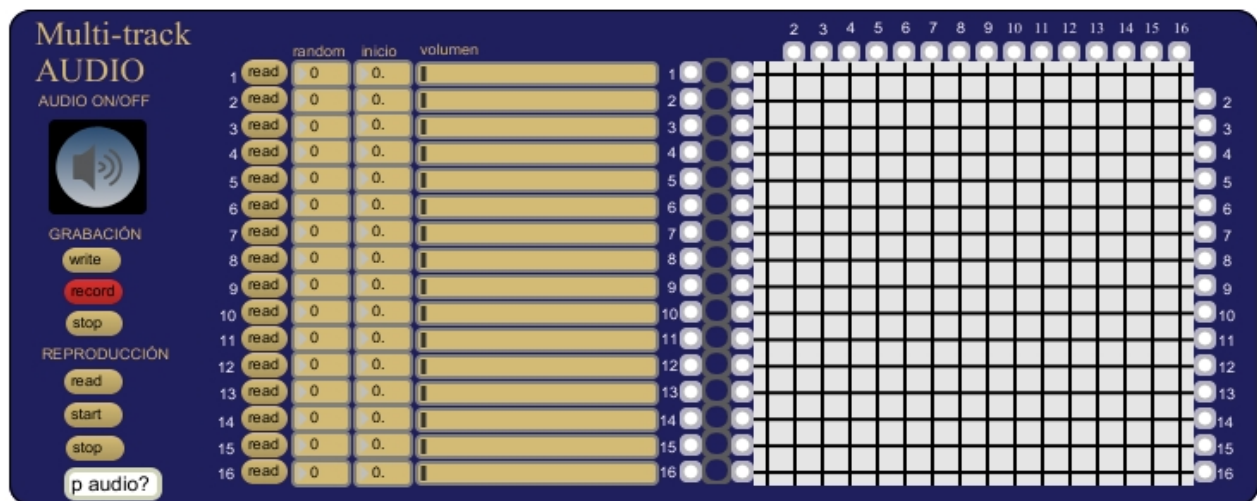 Multi-track
AUDIO
AUDIO ON/OFF
GRABACIÓN
write
record
stop
REPRODUCCIÓN
read
start
stop
p audio?
random inicio volumen
1 read 0 0.
2 read 0 0.
3 read 0 0.
4 read 0 0.
5 read 0 0.
6 read 0 0.
7 read 0 0.
8 read 0 0.
9 read 0 0.
10 read 0 0.
11 read 0 0.
12 read 0 0.
13 read 0 0.
14 read 0 0.
15 read 0 0.
16 read 0 0.
1
2
3
4
5
6
7
8
9
10
11
12
13
14
15
16
2 3 4 5 6 7 8 9 10 11 12 13 14 15 16
2
3
4
5
6
7
8
9
10
11
12
13
14
15
16